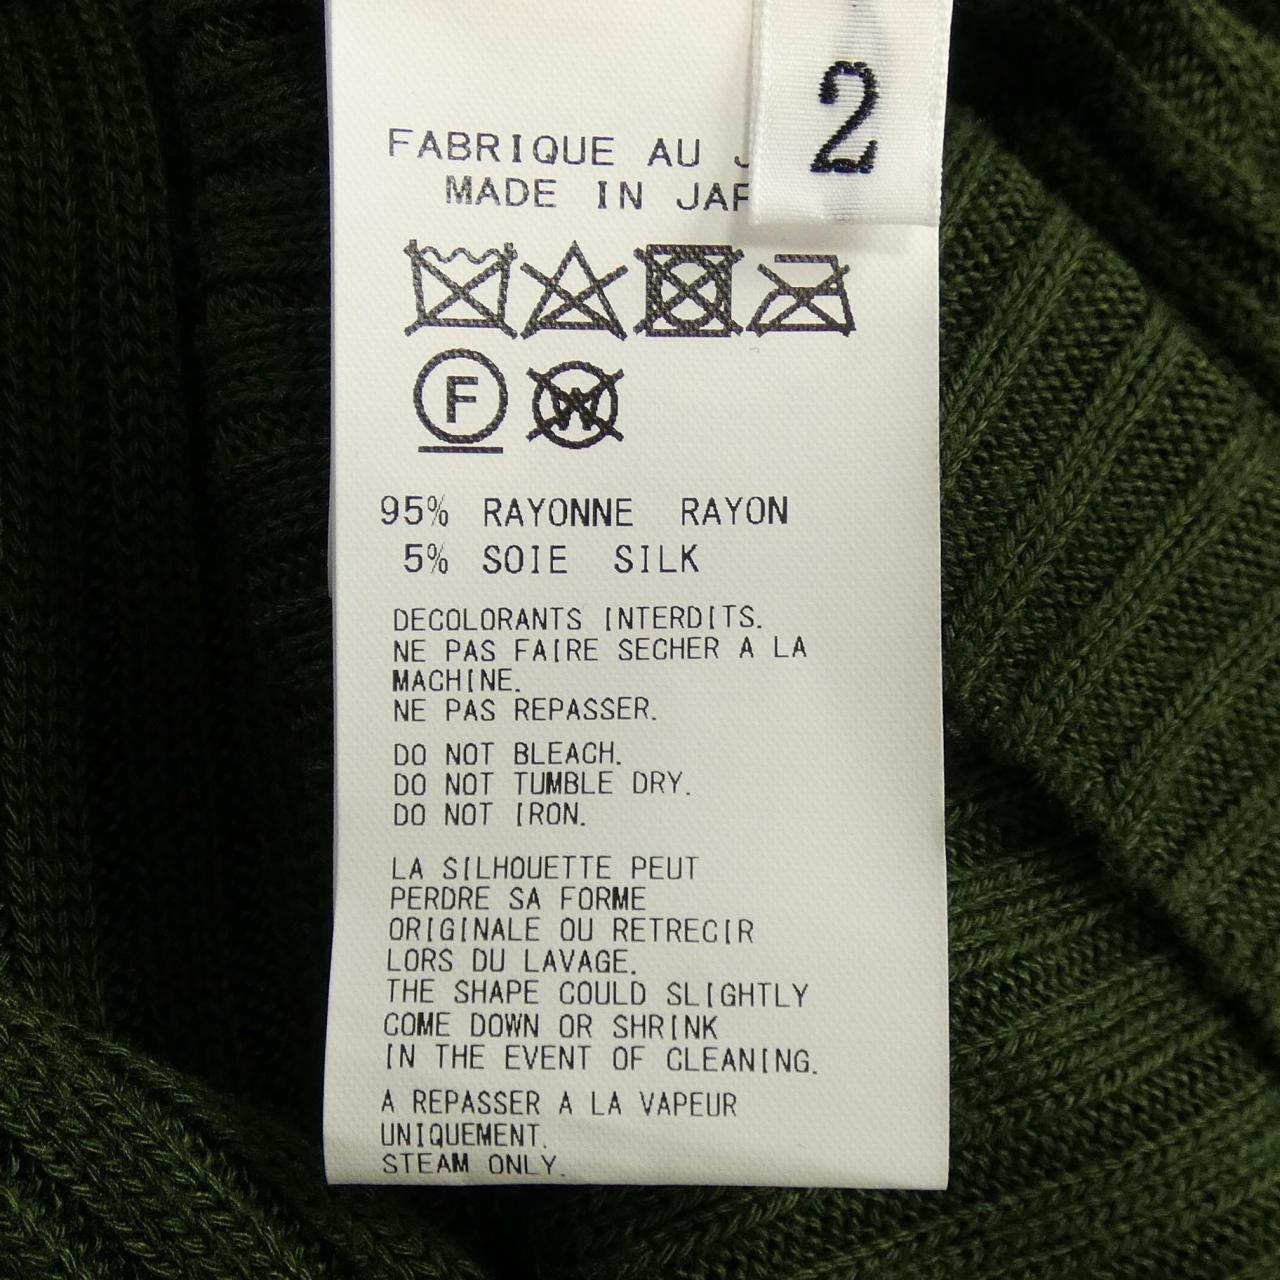 2
FABRIQUE AU
MADE IN
F
W
95% RAYONNE RAYON
5% SOIE SILK
DECOLORANTS INTERDITS.
NE PAS FAIRE SECHER A LA
MACHINE.
NE PAS REPASSER.
DO NOT BLEACH.
DO NOT TUMBLE DRY.
DO NOT IRON.
LA SILHOUETTE PEUT
PERDRE SA FORME
ORIGINALE OU RETRECIR
LORS DU LAVAGE.
THE SHAPE COULD SLIGHTLY
COME DOWN OR SHRINK
IN THE EVENT OF CLEANING.
A REPASSER A LA VAPEUR
UNIQUEMENT.
STEAM ONLY.